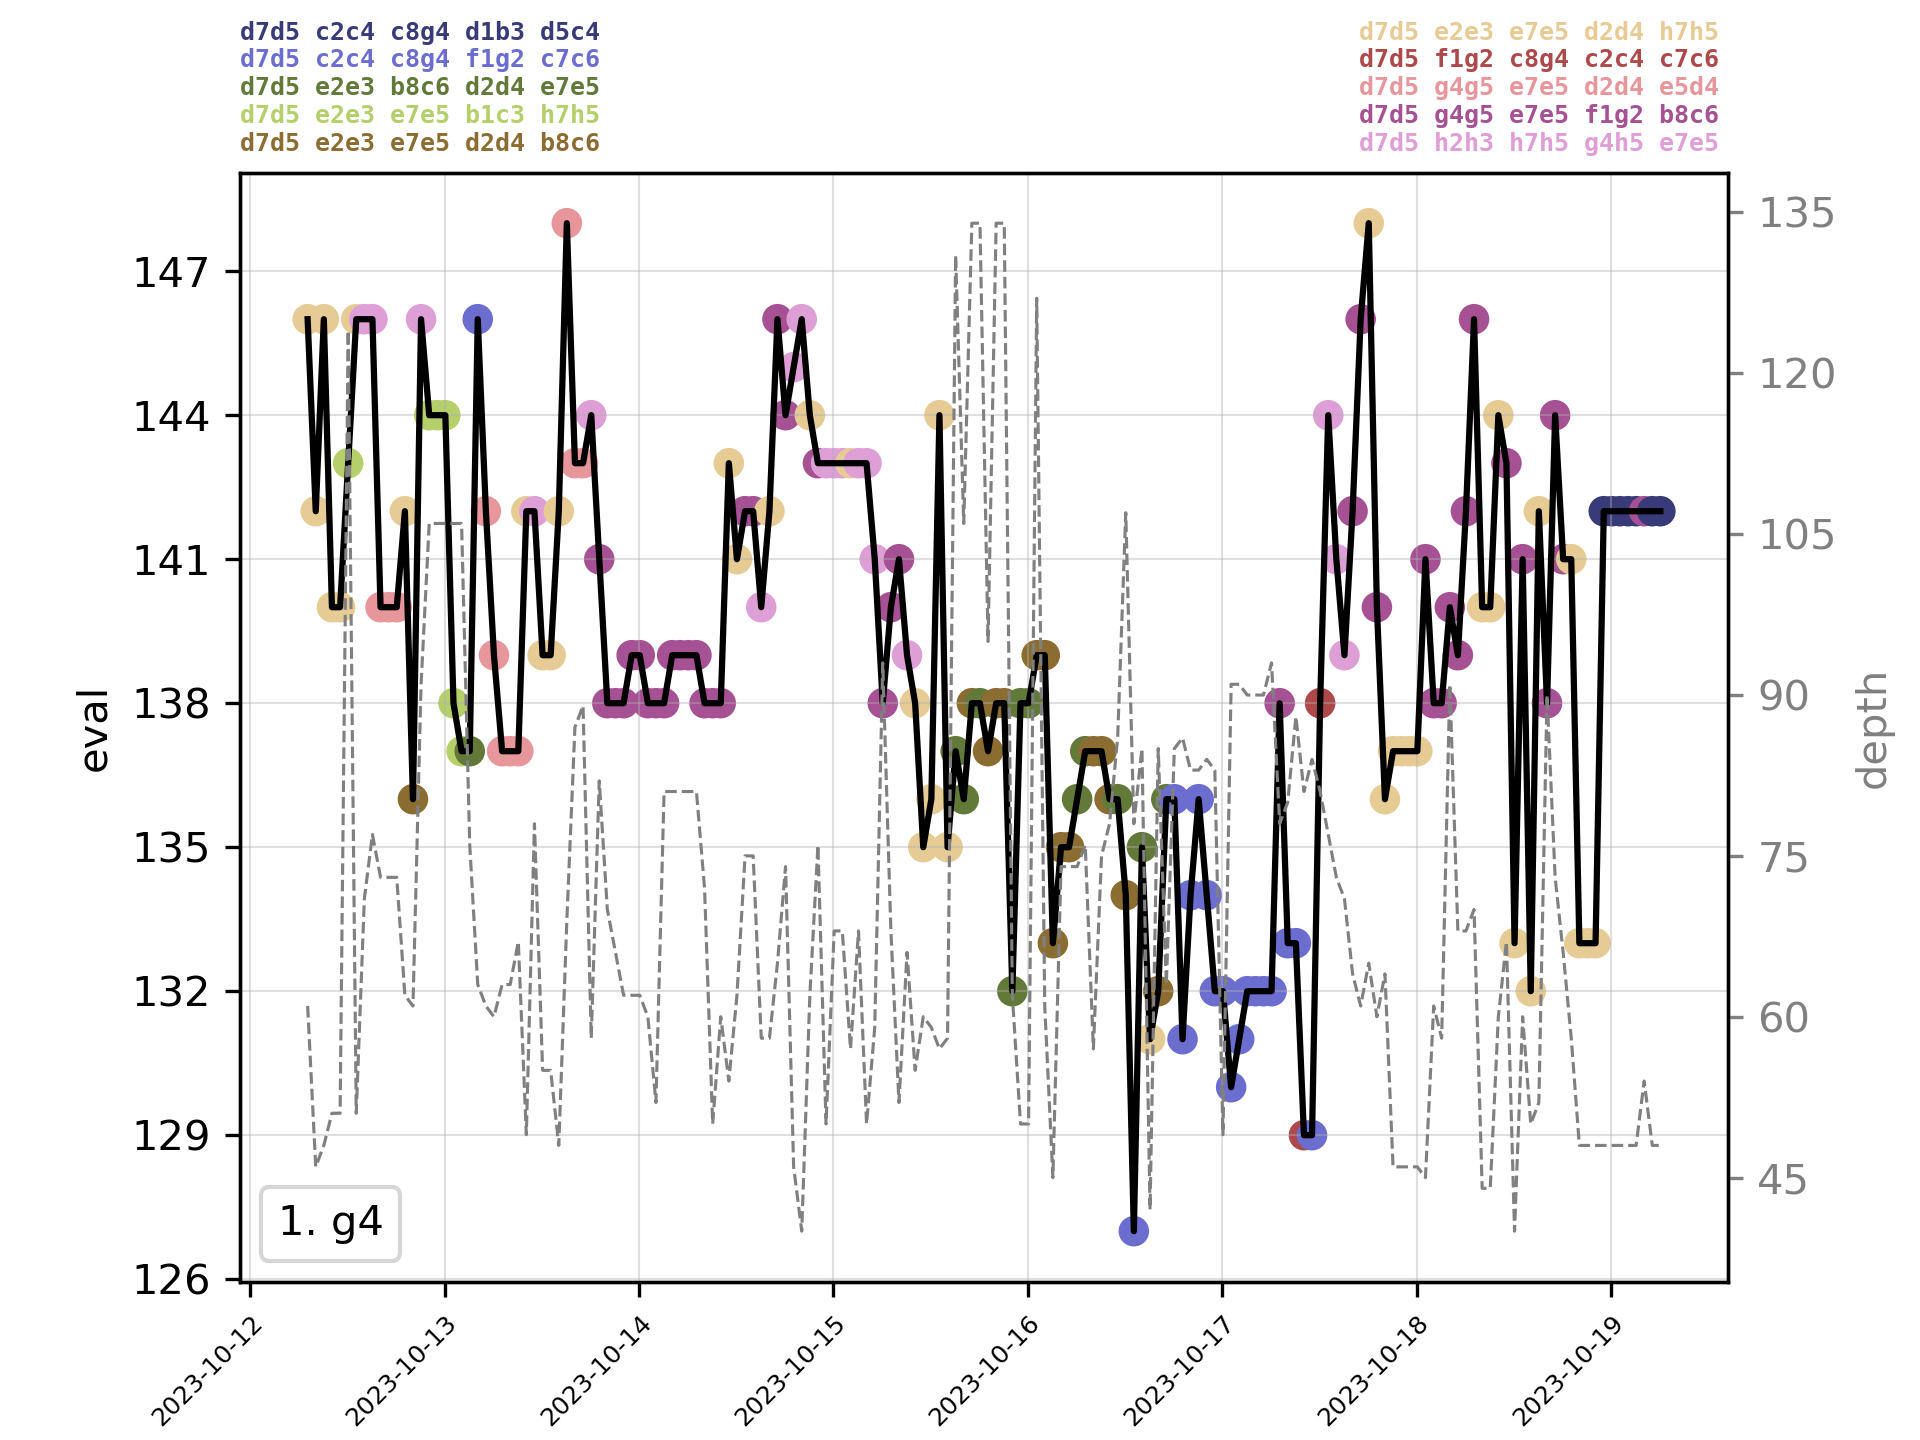 d7d5 c2c4 c8g4 d1b3 d5c4
d7d5 c2c4 c8g4 f1g2 c7c6
d7d5 e2e3 b8c6 d2d4 e7e5
d7d5 e2e3 e7e5 b1c3 h7h5
d7d5 e2e3 e7e5 d2d4 b8c6
d7d5 e2e3 e7e5 d2d4 h7h5
d7d5 f1g2 c8g4 c2c4 c7c6
d7d5 g4g5 e7e5 d2d4 e5d4
d7d5 g4g5 e7e5 f1g2 b8c6
d7d5 h2h3 h7h5 g4h5 e7e5
eval
147
144
141
138
135
132
129
126
depth
135
120
105
90
75
60
45
1. g4
2023-10-12
2023-10-13
2023-10-14
2023-10-15
2023-10-16
2023-10-17
2023-10-18
2023-10-19